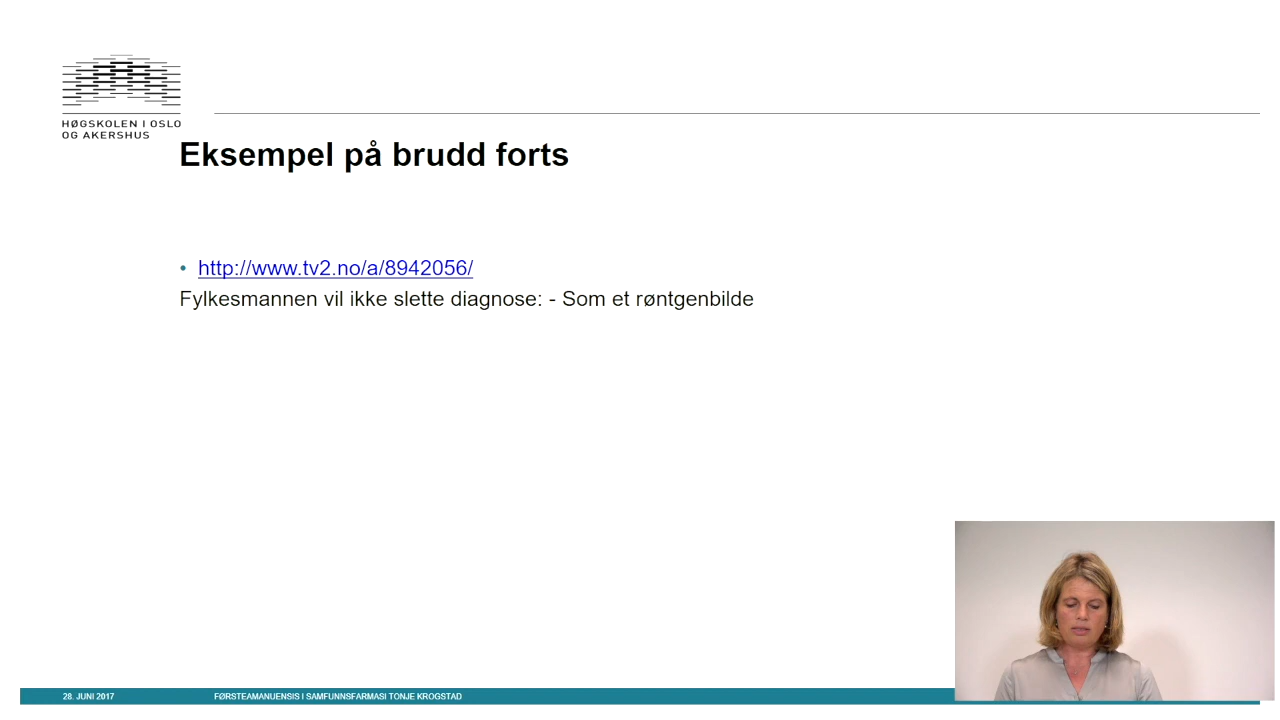 HØGSKOLEN I OSLO
OG AKERSHUS
Eksempel på brudd forts
• http://www.tv2.no/a/8942056/
Fylkesmannen vil ikke slette diagnose: - Som et røntgenbilde
28. JUNI 2017
FØRSTEAMANUENSIS I SAMFUNNSFARMASI TONJE KROGSTAD